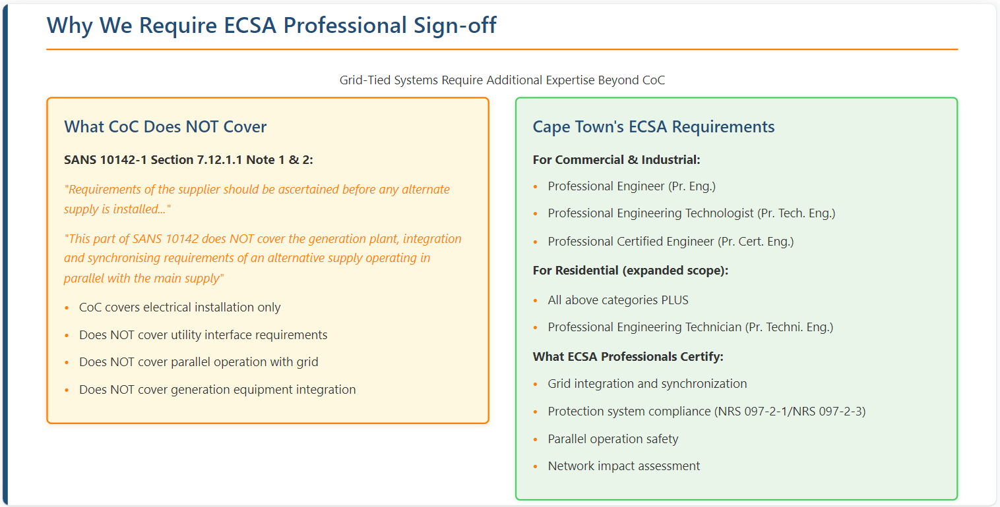 Why We Require ECSA Professional Sign-off
Grid-Tied Systems Require Additional Expertise Beyond CoC
What CoC Does NOT Cover
SANS 10142-1 Section 7.12.1.1 Note 1 & 2:
"Requirements of the supplier should be ascertained before any alternate
supply is installed..."
"This part of SANS 10142 does NOT cover the generation plant, integration
and synchronising requirements of an alternative supply operating in
parallel with the main supply"
• CoC covers electrical installation only
• Does NOT cover utility interface requirements
• Does NOT cover parallel operation with grid
• Does NOT cover generation equipment integration
Cape Town's ECSA Requirements
For Commercial & Industrial:
• Professional Engineer (Pr. Eng.)
• Professional Engineering Technologist (Pr. Tech. Eng.)
• Professional Certified Engineer (Pr. Cert. Eng.)
For Residential (expanded scope):
• All above categories PLUS
• Professional Engineering Technician (Pr. Techni. Eng.)
What ECSA Professionals Certify:
• Grid integration and synchronization
• Protection system compliance (NRS 097-2-1/NRS 097-2-3)
• Parallel operation safety
• Network impact assessment